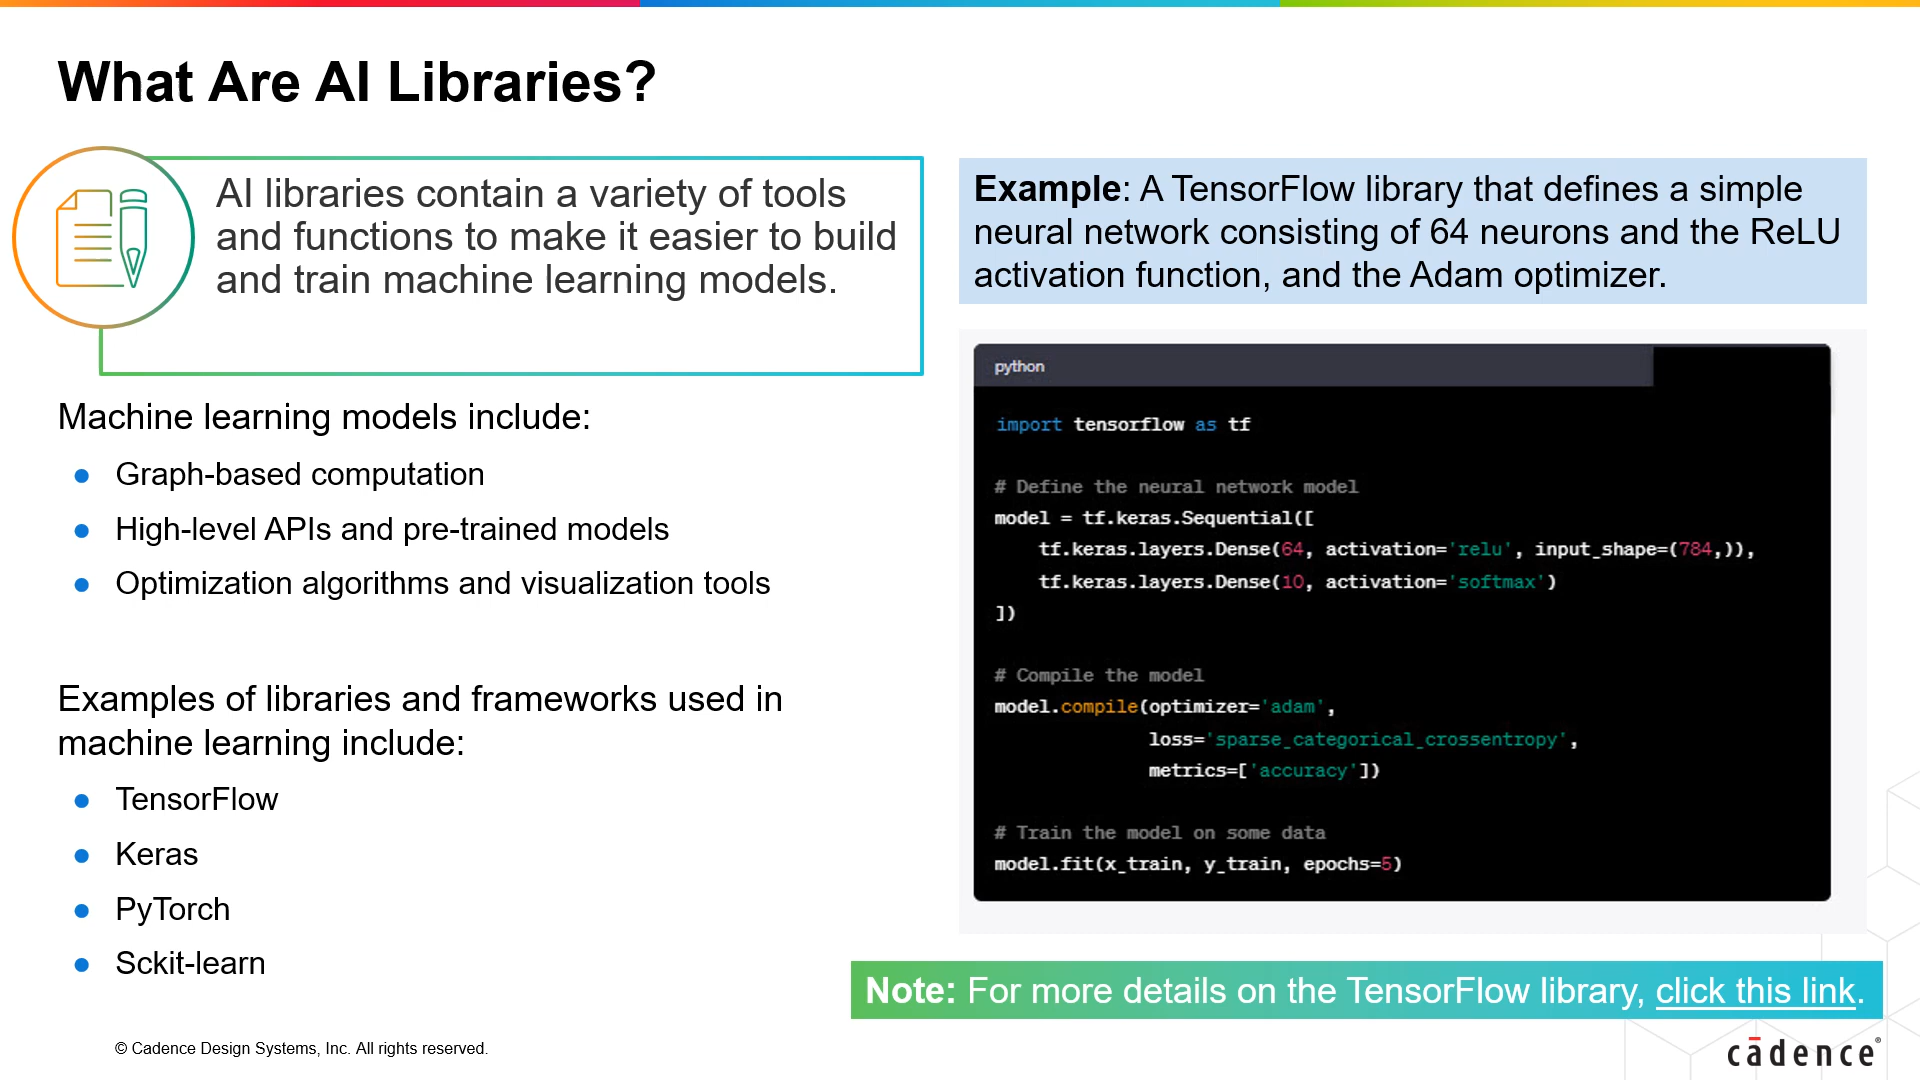 What Are AI Libraries?
AI libraries contain a variety of tools
and functions to make it easier to build
and train machine learning models.
Machine learning models include:
● Graph-based computation
● High-level APIs and pre-trained models
● Optimization algorithms and visualization tools
Examples of libraries and frameworks used in
machine learning include:
● TensorFlow
● Keras
● PyTorch
● Sckit-learn
Example: A TensorFlow library that defines a simple
neural network consisting of 64 neurons and the ReLU
activation function, and the Adam optimizer.
python
import tensorflow as tf
# Define the neural network model
model = tf.keras.Sequential([
    tf.keras.layers.Dense(64, activation='relu', input_shape=(784,)),
    tf.keras.layers.Dense(10, activation='softmax')
])
# Compile the model
model.compile(optimizer='adam',
              loss='sparse_categorical_crossentropy',
              metrics=['accuracy'])
# Train the model on some data
model.fit(x_train, y_train, epochs=5)
Note: For more details on the TensorFlow library, click this link.
© Cadence Design Systems, Inc. All rights reserved.
cādence®